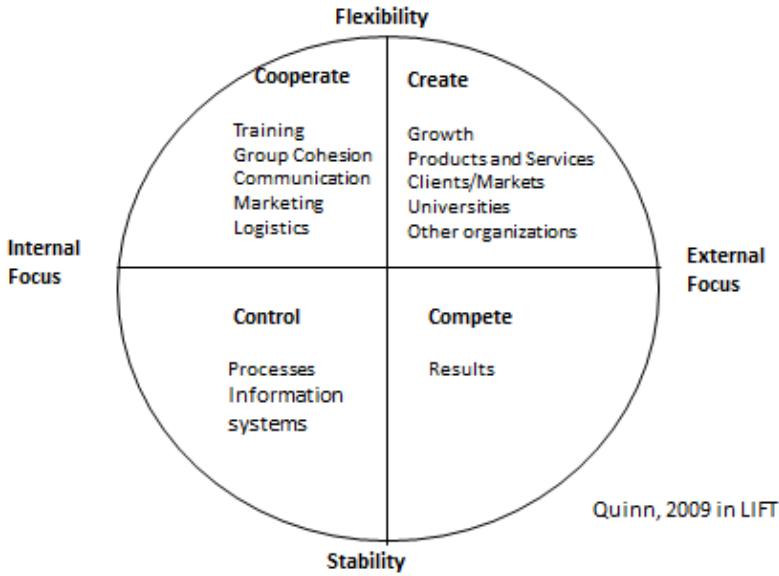 Flexibility
Cooperate
Training
Group Cohesion
Communication
Marketing
Logistics
Create
Growth
Products and Services
Clients/Markets
Universities
Other organizations
Internal
Focus
External
Focus
Control
Processes
Information
systems
Compete
Results
Quinn, 2009 in LIFT
Stability